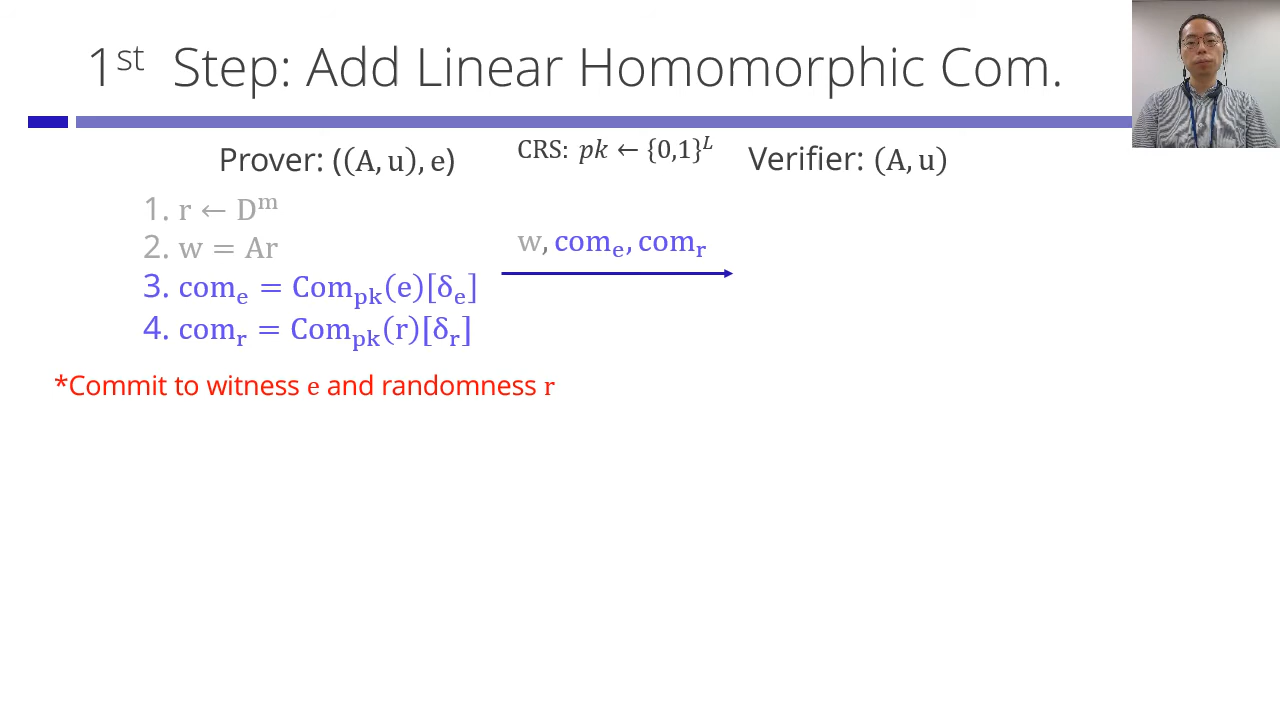 1st Step: Add Linear Homomorphic Com.
Prover: ((A, u), e)
CRS: pk ← {0,1}^L
Verifier: (A, u)
1. r ← D^m
2. w = Ar
w, com_e, com_r
3. com_e = Com_pk(e)[δ_e]
4. com_r = Com_pk(r)[δ_r]
*Commit to witness e and randomness r